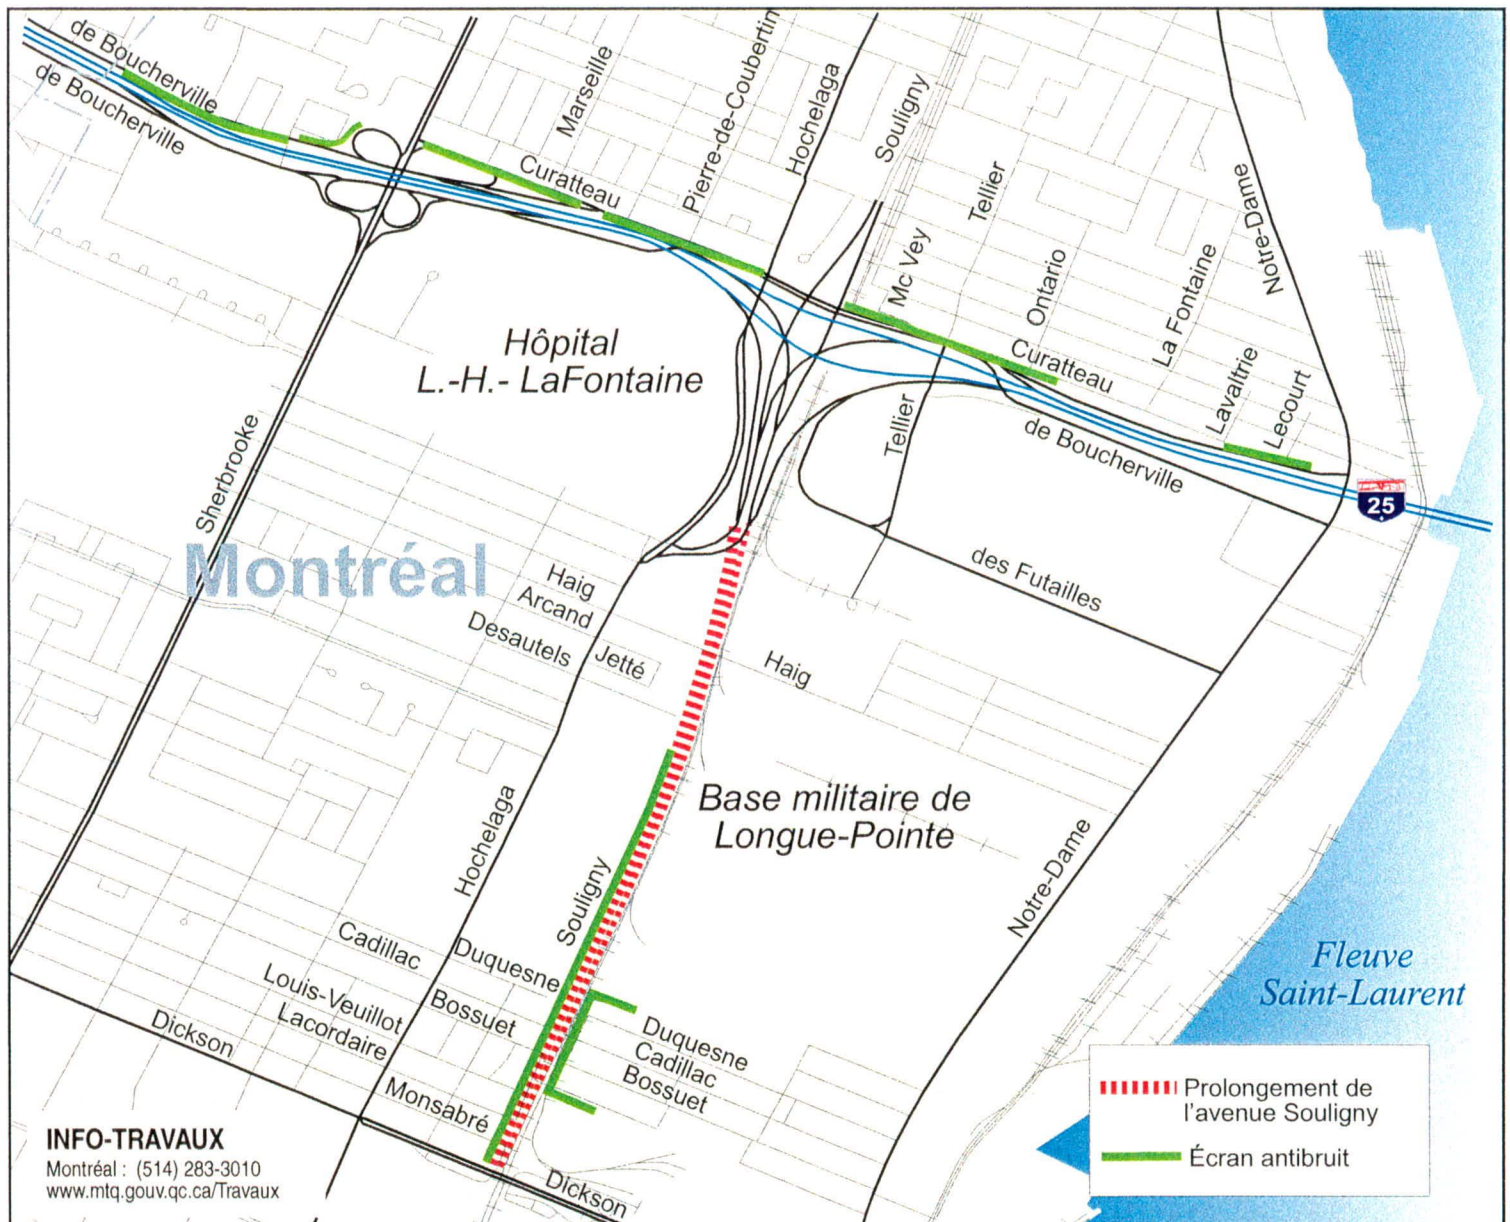 de Boucherville
de Boucherville
Marseille
Pierre-de-Coubertin
Hochelaga
Souligny
Curatteau
Tellier
Mc Vey
Ontario
La Fontaine
Notre-Dame
Hôpital
L.-H.- LaFontaine
Curatteau
Lavaltrie
Lecourt
Tellier
de Boucherville
Sherbrooke
25
Montréal
des Futailles
Haig
Arcand
Desautels
Jetté
Haig
Base militaire de
Longue-Pointe
Hochelaga
Souligny
Notre-Dame
Cadillac
Duquesne
Louis-Veuillot
Bossuet
Lacordaire
Dickson
Fleuve
Saint-Laurent
Duquesne
Cadillac
Bossuet
Monsabré
Dickson
Prolongement de
l'avenue Souligny
Écran antibruit
INFO-TRAVAUX
Montréal : (514) 283-3010
www.mtq.gouv.qc.ca/Travaux